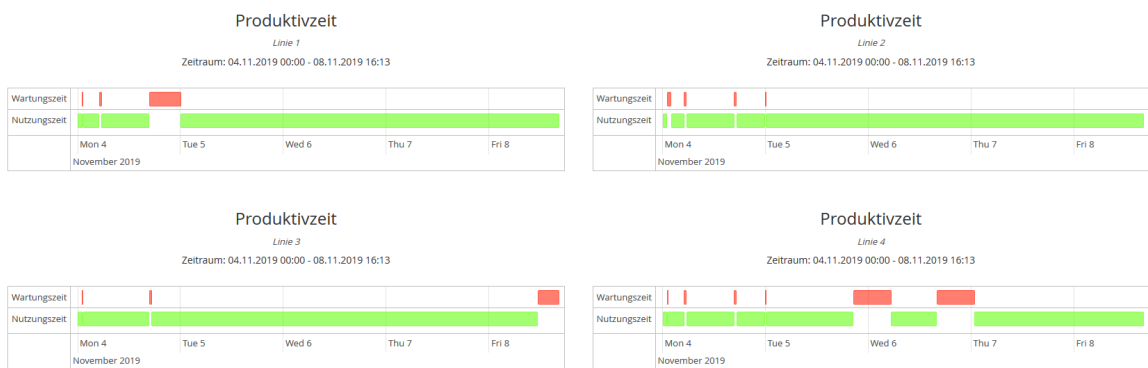 Produktivzeit
Linie 1
Zeitraum: 04.11.2019 00:00 - 08.11.2019 16:13
Wartungszeit
Nutzungszeit
Mon 4 Tue 5 Wed 6 Thu 7 Fri 8
November 2019
Produktivzeit
Linie 2
Zeitraum: 04.11.2019 00:00 - 08.11.2019 16:13
Wartungszeit
Nutzungszeit
Mon 4 Tue 5 Wed 6 Thu 7 Fri 8
November 2019
Produktivzeit
Linie 3
Zeitraum: 04.11.2019 00:00 - 08.11.2019 16:13
Wartungszeit
Nutzungszeit
Mon 4 Tue 5 Wed 6 Thu 7 Fri 8
November 2019
Produktivzeit
Linie 4
Zeitraum: 04.11.2019 00:00 - 08.11.2019 16:13
Wartungszeit
Nutzungszeit
Mon 4 Tue 5 Wed 6 Thu 7 Fri 8
November 2019